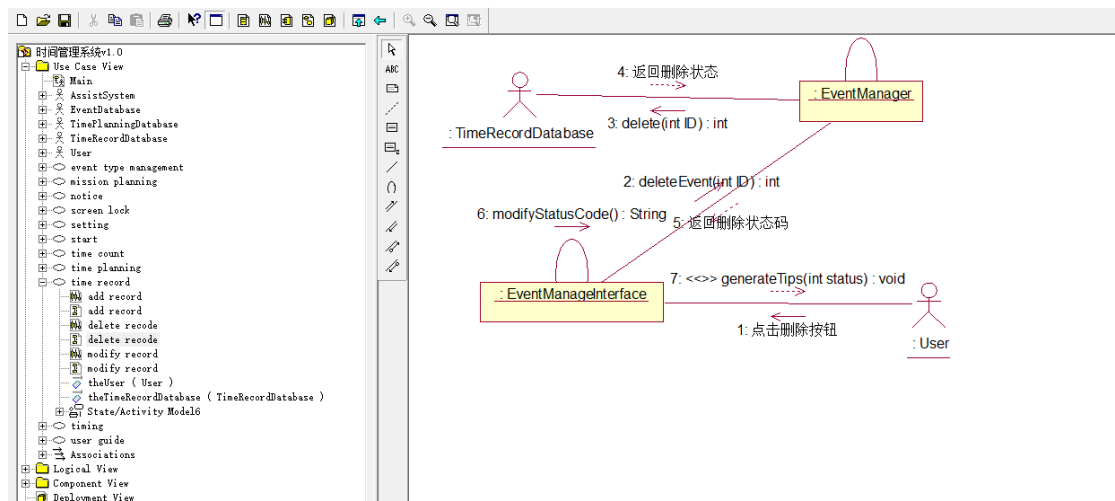 时间管理系统v1.0
Use Case View
Main
AssistSystem
EventDatabase
TimePlanningDatabase
TimeRecordDatabase
User
event type management
mission planning
notice
screen lock
setting
start
time count
time planning
time record
add record
add record
delete recode
delete recode
modify record
modify record
theUser ( User )
theTimeRecordDatabase ( TimeRecordDatabase )
State/Activity Model6
timing
user guide
Associations
Logical View
Component View
Deployment View
ABC
4: 返回删除状态
: EventManager
3: delete(int ID) : int
: TimeRecordDatabase
2: deleteEvent(int ID) : int
6: modifyStatusCode() : String
5: 返回删除状态码
7: <<>> generateTips(int status) : void
: EventManageInterface
1: 点击删除按钮
: User